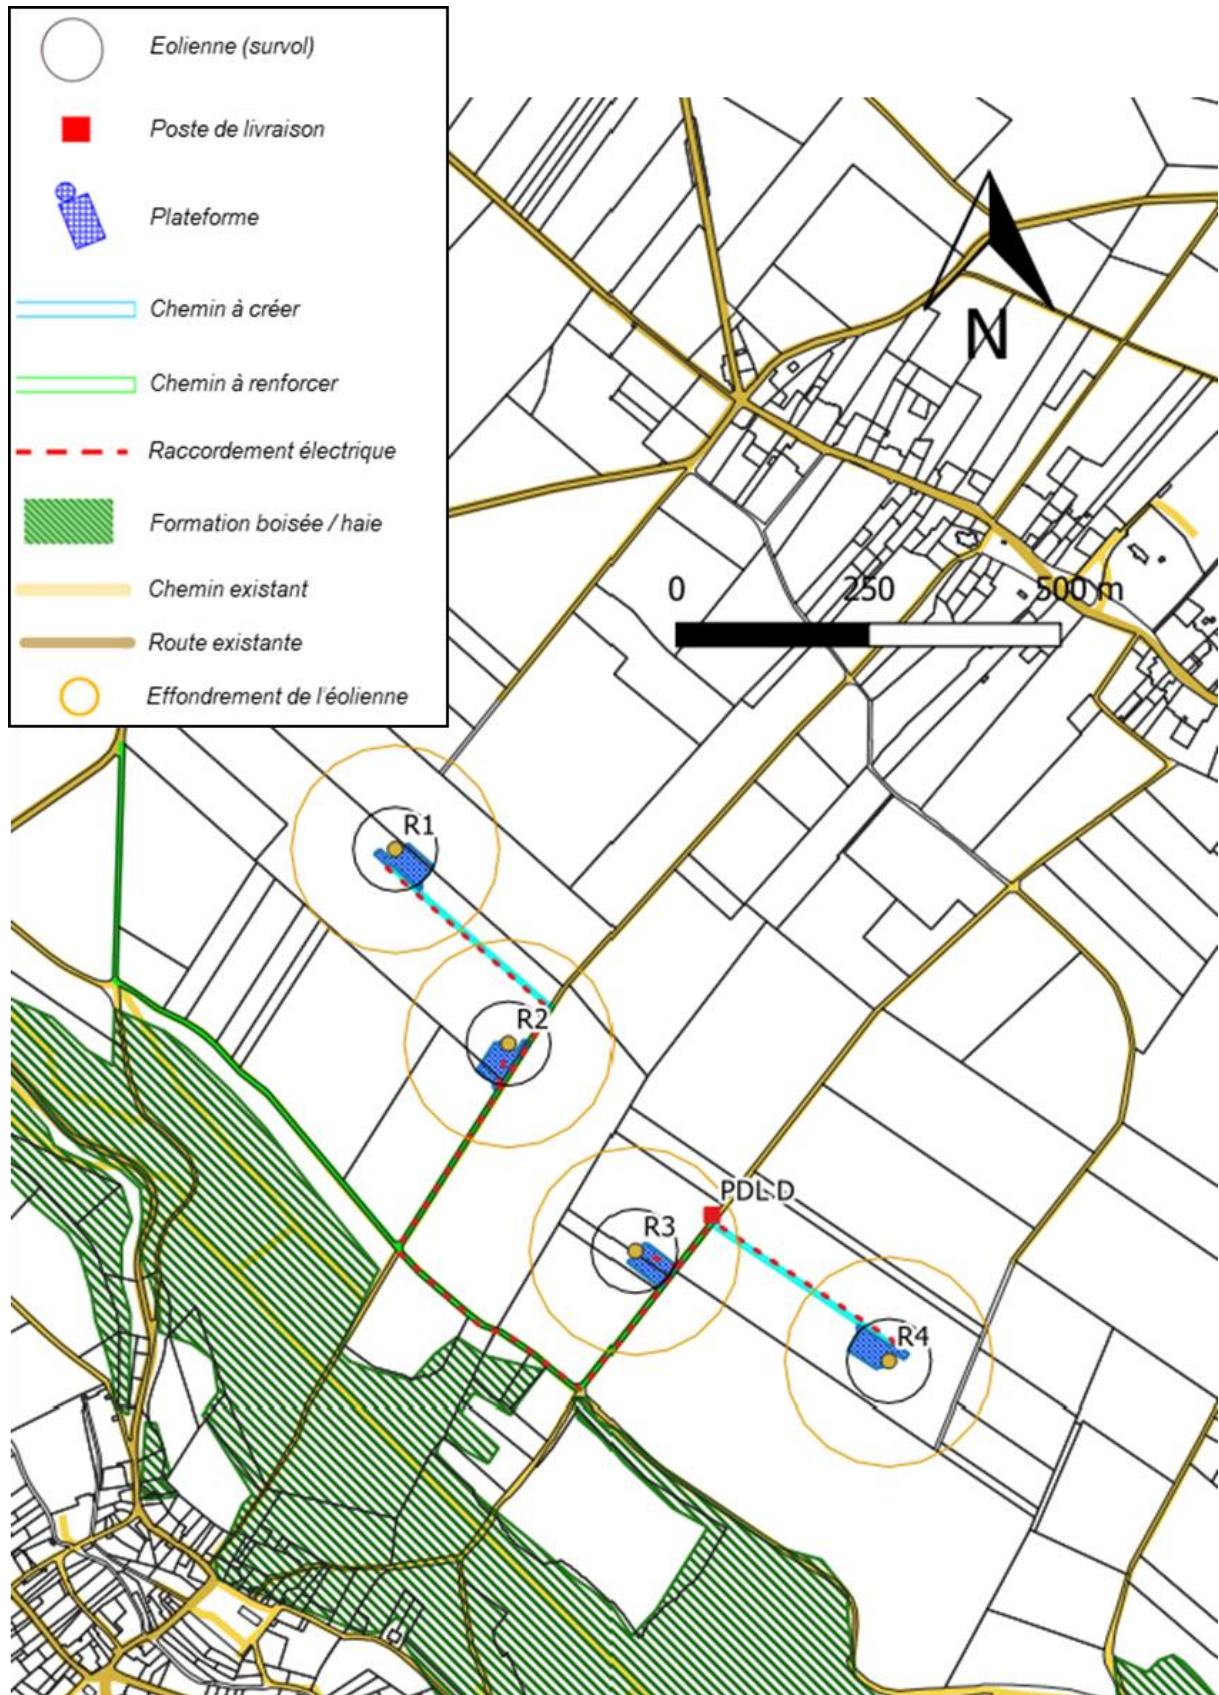 Eolienne (survol)
Poste de livraison
Plateforme
Chemin à créer
Chemin à renforcer
Raccordement électrique
Formation boisée / haie
Chemin existant
Route existante
Effondrement de l'éolienne
N
0 250 500 m
R1
R2
PDL D
R3
R4